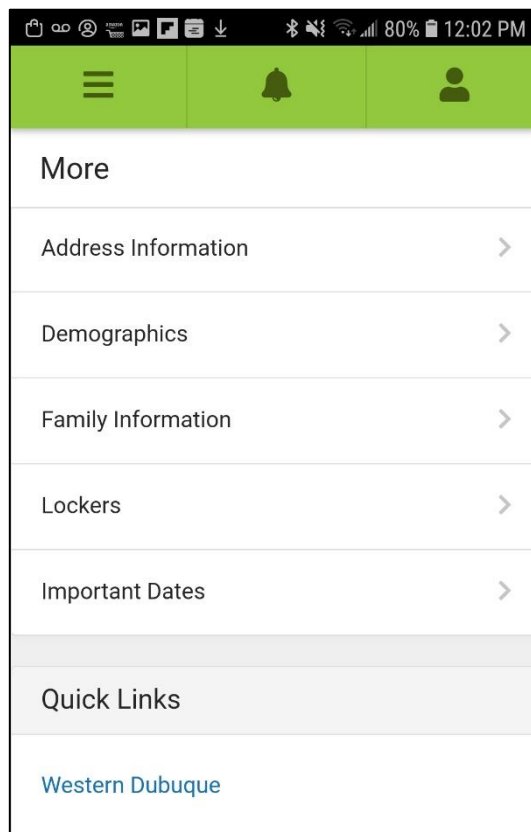 80% 12:02 PM
More
Address Information
Demographics
Family Information
Lockers
Important Dates
Quick Links
Western Dubuque